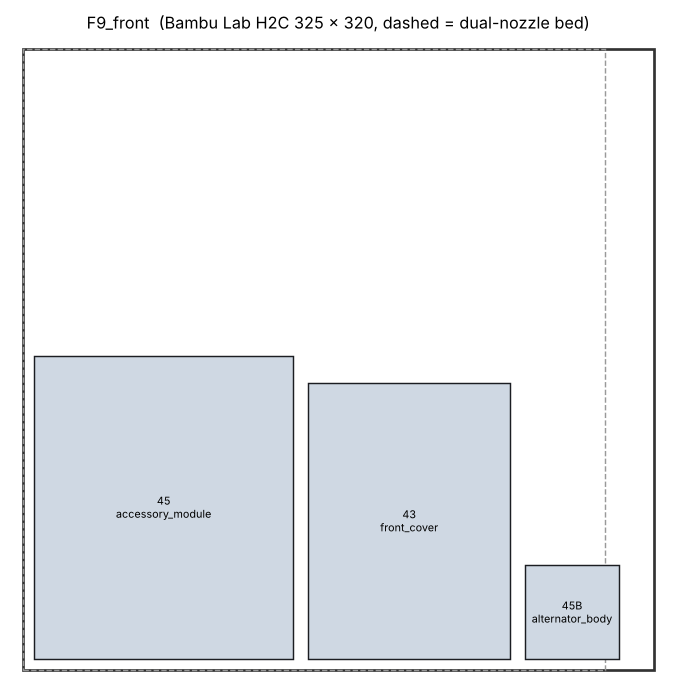 F9_front (Bambu Lab H2C 325 × 320, dashed = dual-nozzle bed)
45
accessory_module
43
front_cover
45B
alternator_body